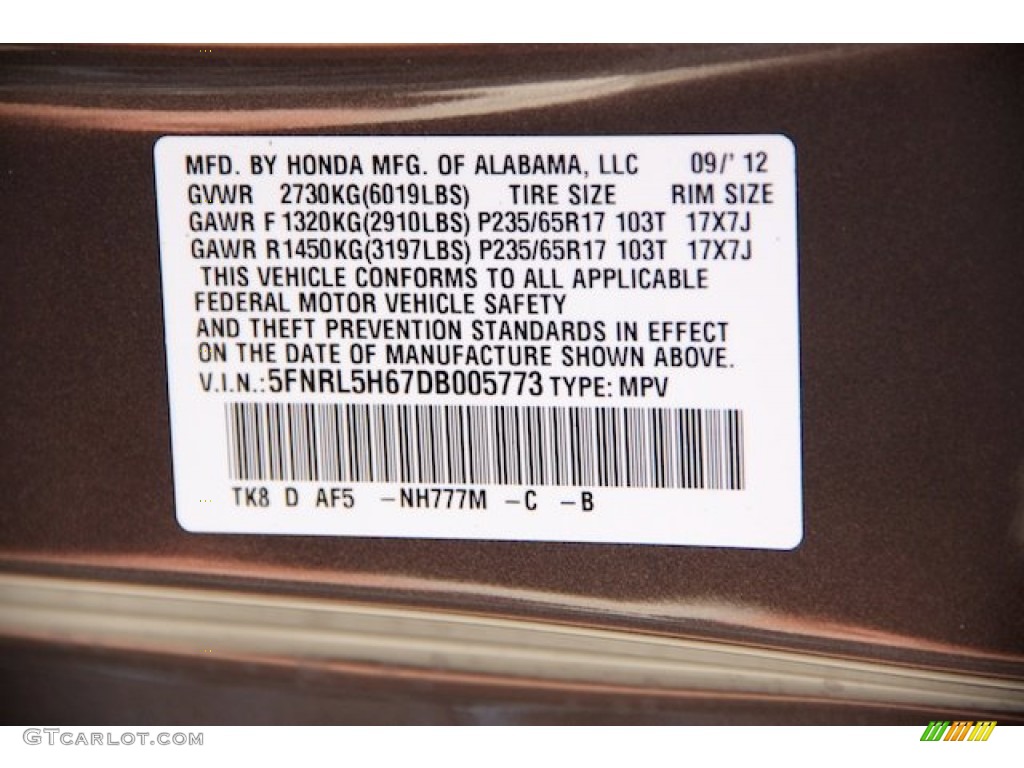 MFD. BY HONDA MFG. OF ALABAMA, LLC 09/' 12
GVWR 2730KG(6019LBS) TIRE SIZE RIM SIZE
GAWR F 1320KG(2910LBS) P235/65R17 103T 17X7J
GAWR R1450KG(3197LBS) P235/65R17 103T 17X7J
THIS VEHICLE CONFORMS TO ALL APPLICABLE
FEDERAL MOTOR VEHICLE SAFETY
AND THEFT PREVENTION STANDARDS IN EFFECT
ON THE DATE OF MANUFACTURE SHOWN ABOVE.
V.I.N.:5FNRL5H67DB005773 TYPE: MPV
TK8 D AF5 -NH777M -C -B
GTCARLOT.COM